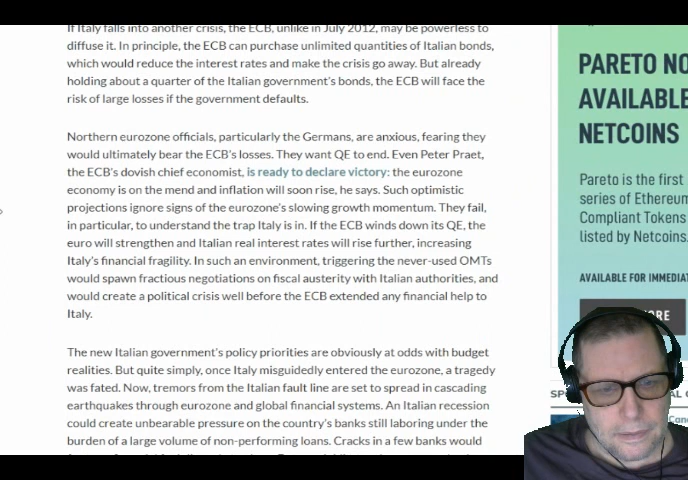 If Italy falls into another crisis, the ECB, unlike in July 2012, may be powerless to
diffuse it. In principle, the ECB can purchase unlimited quantities of Italian bonds,
which would reduce the interest rates and make the crisis go away. But already
holding about a quarter of the Italian government's bonds, the ECB will face the
risk of large losses if the government defaults.
Northern eurozone officials, particularly the Germans, are anxious, fearing they
would ultimately bear the ECB's losses. They want QE to end. Even Peter Praet,
the ECB's dovish chief economist, is ready to declare victory: the eurozone
economy is on the mend and inflation will soon rise, he says. Such optimistic
projections ignore signs of the eurozone's slowing growth momentum. They fail,
in particular, to understand the trap Italy is in. If the ECB winds down its QE, the
euro will strengthen and Italian real interest rates will rise further, increasing
Italy's financial fragility. In such an environment, triggering the never-used OMTs
would spawn fractious negotiations on fiscal austerity with Italian authorities, and
would create a political crisis well before the ECB extended any financial help to
Italy.
The new Italian government's policy priorities are obviously at odds with budget
realities. But quite simply, once Italy misguidedly entered the eurozone, a tragedy
was fated. Now, tremors from the Italian fault line are set to spread in cascading
earthquakes through eurozone and global financial systems. An Italian recession
could create unbearable pressure on the country's banks still laboring under the
burden of a large volume of non-performing loans. Cracks in a few banks would
PARETO NO
AVAILABLE
NETCOINS
Pareto is the first
series of Ethereum
Compliant Tokens
listed by Netcoins.
AVAILABLE FOR IMMEDIAT
ORE